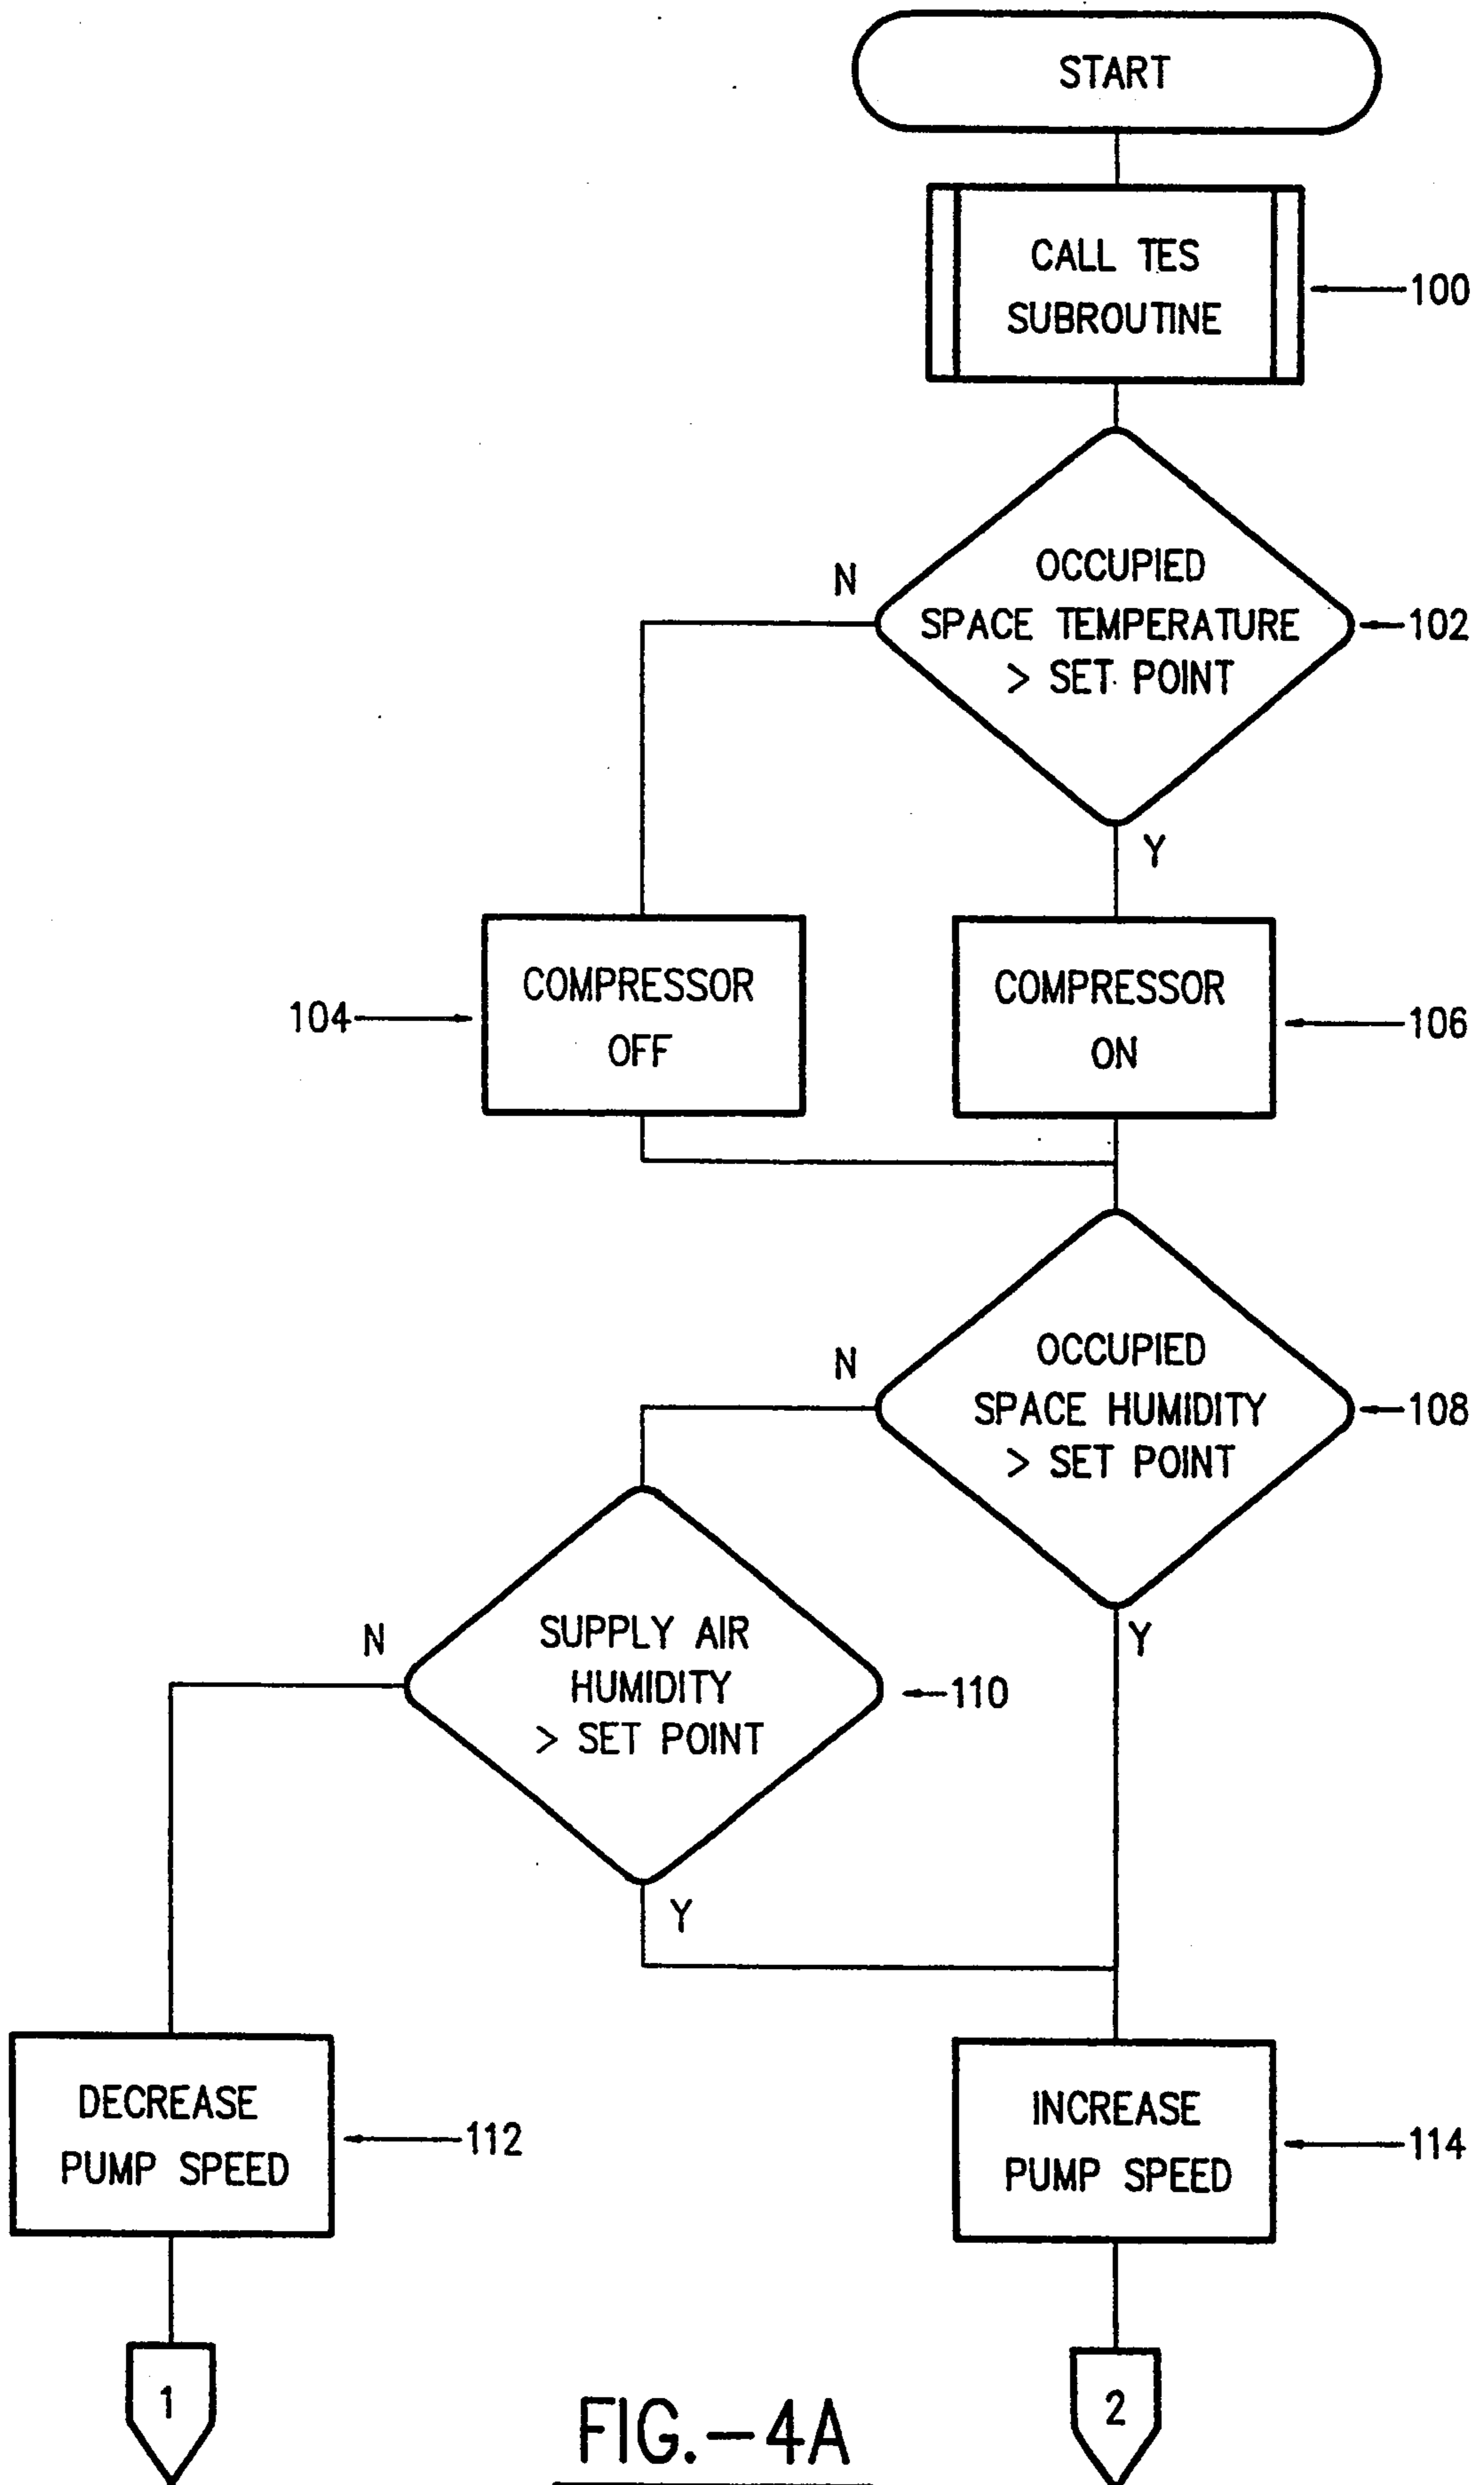 START
CALL TES
SUBROUTINE
100
OCCUPIED
SPACE TEMPERATURE
> SET POINT
102
N
Y
COMPRESSOR
OFF
104
COMPRESSOR
ON
106
OCCUPIED
SPACE HUMIDITY
> SET POINT
108
N
Y
SUPPLY AIR
HUMIDITY
> SET POINT
110
N
Y
DECREASE
PUMP SPEED
112
INCREASE
PUMP SPEED
114
1
2
FIG.-4A